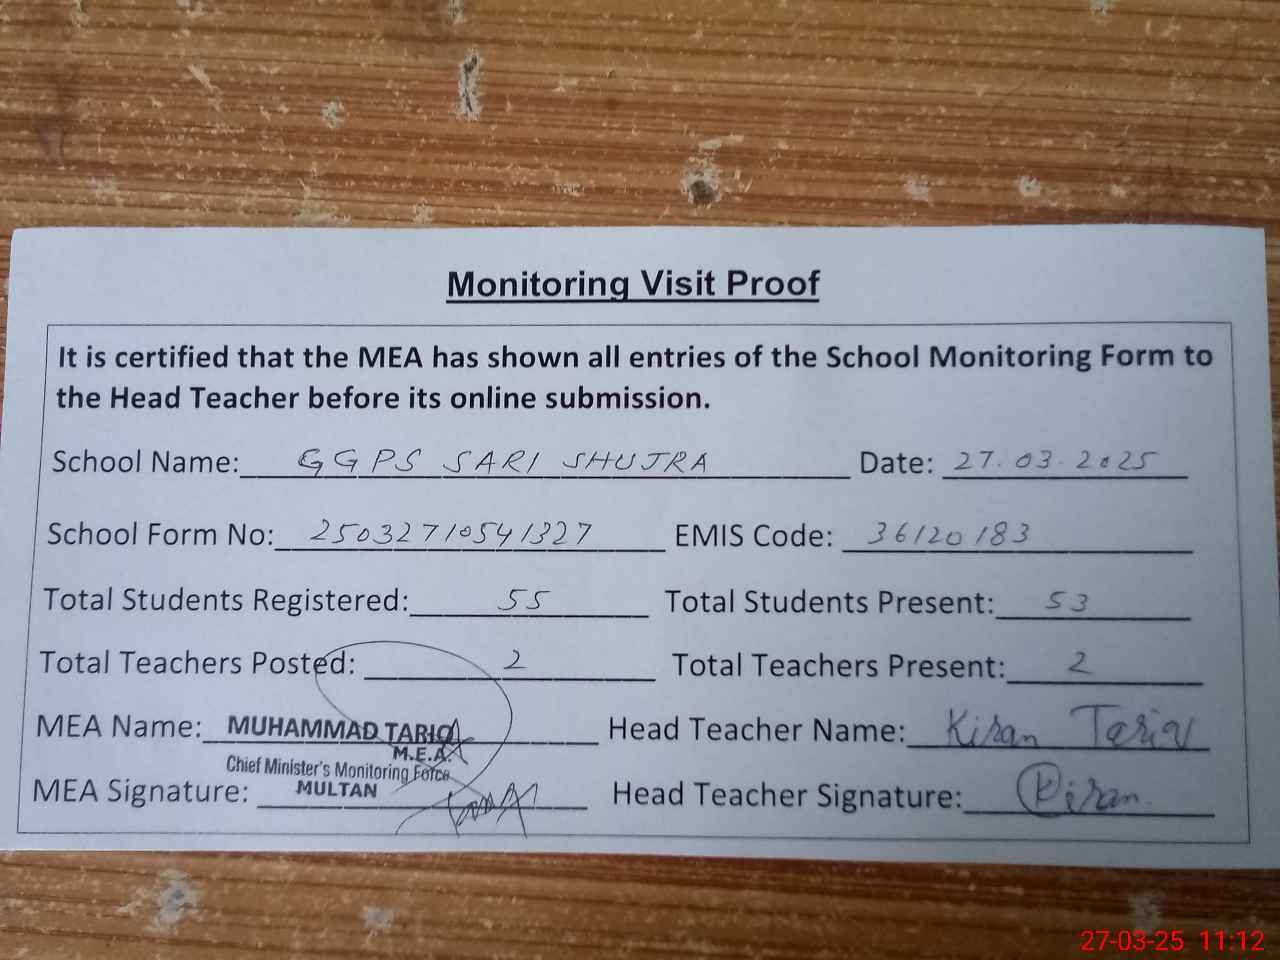 Monitoring Visit Proof
It is certified that the MEA has shown all entries of the School Monitoring Form to
the Head Teacher before its online submission.
School Name: GGPS SARI SHUJRA Date: 27.03.2025
School Form No: 25032710541327 EMIS Code: 36120183
Total Students Registered: 55 Total Students Present: 53
Total Teachers Posted: 2 Total Teachers Present: 2
MEA Name: MUHAMMAD TARIQ Head Teacher Name: Kiran Tariq
M.E.A.
Chief Minister's Monitoring Force
MULTAN
MEA Signature: Head Teacher Signature: Kiran
27-03-25 11:12